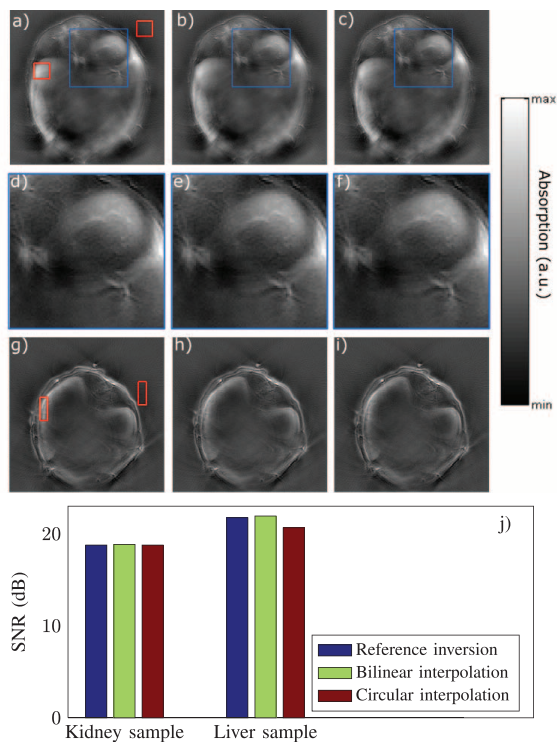 a)
b)
c)
max
Absorption (a.u.)
min
d)
e)
f)
g)
h)
i)
j)
20
10
0
SNR (dB)
Reference inversion
Bilinear interpolation
Circular interpolation
Kidney sample
Liver sample